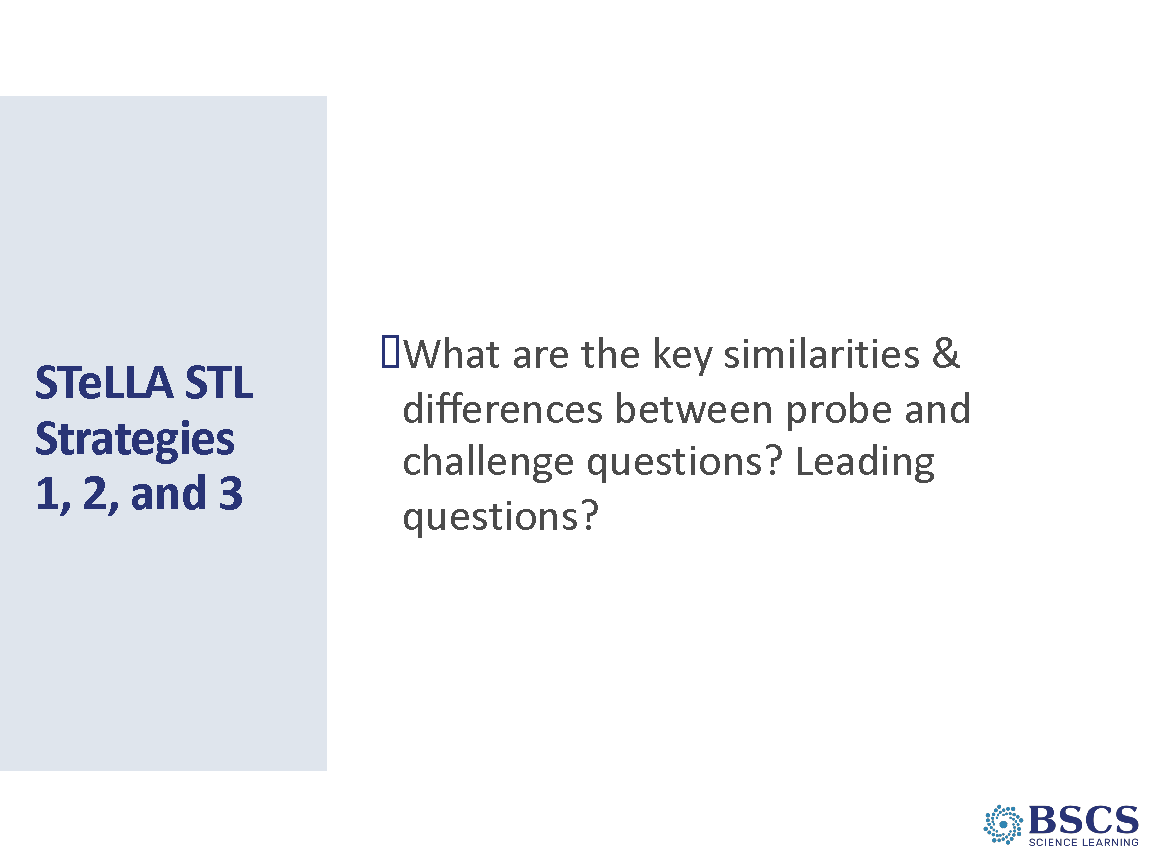 STeLLA STL
Strategies
1, 2, and 3
What are the key similarities &
differences between probe and
challenge questions? Leading
questions?
BSCS
SCIENCE LEARNING